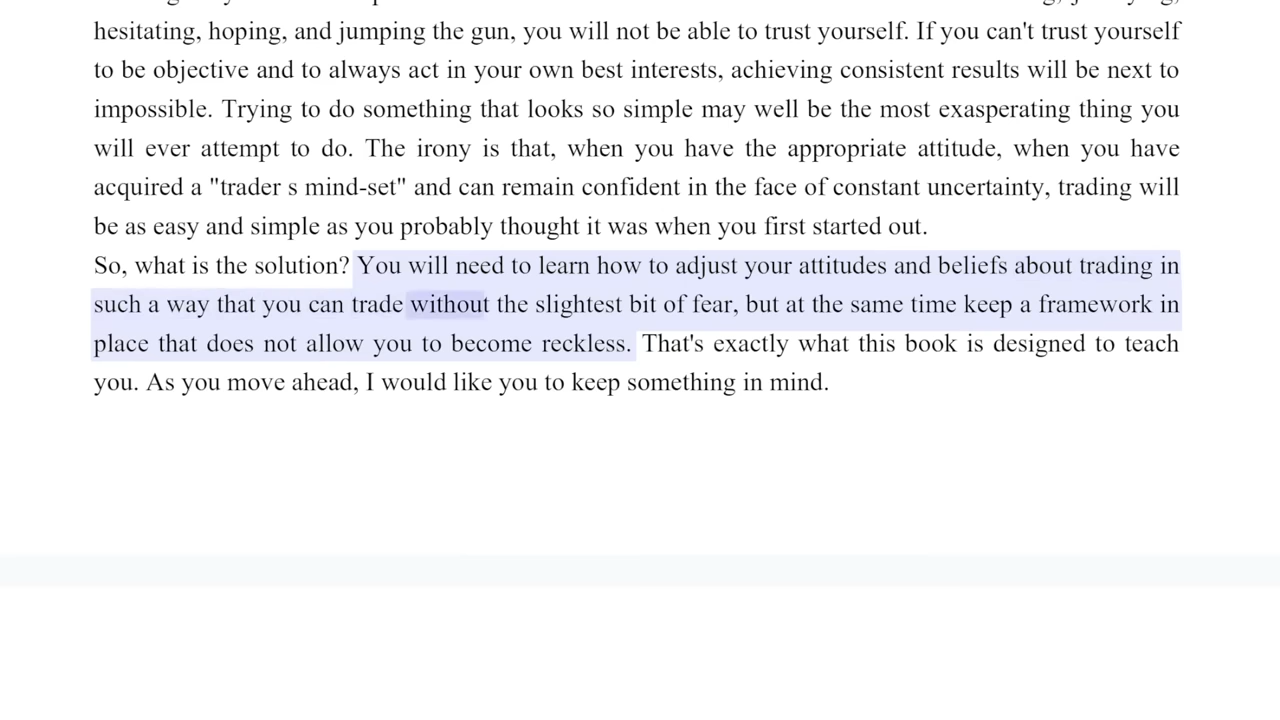 hesitating, hoping, and jumping the gun, you will not be able to trust yourself. If you can't trust yourself
to be objective and to always act in your own best interests, achieving consistent results will be next to
impossible. Trying to do something that looks so simple may well be the most exasperating thing you
will ever attempt to do. The irony is that, when you have the appropriate attitude, when you have
acquired a "trader s mind-set" and can remain confident in the face of constant uncertainty, trading will
be as easy and simple as you probably thought it was when you first started out.
So, what is the solution? You will need to learn how to adjust your attitudes and beliefs about trading in
such a way that you can trade without the slightest bit of fear, but at the same time keep a framework in
place that does not allow you to become reckless. That's exactly what this book is designed to teach
you. As you move ahead, I would like you to keep something in mind.